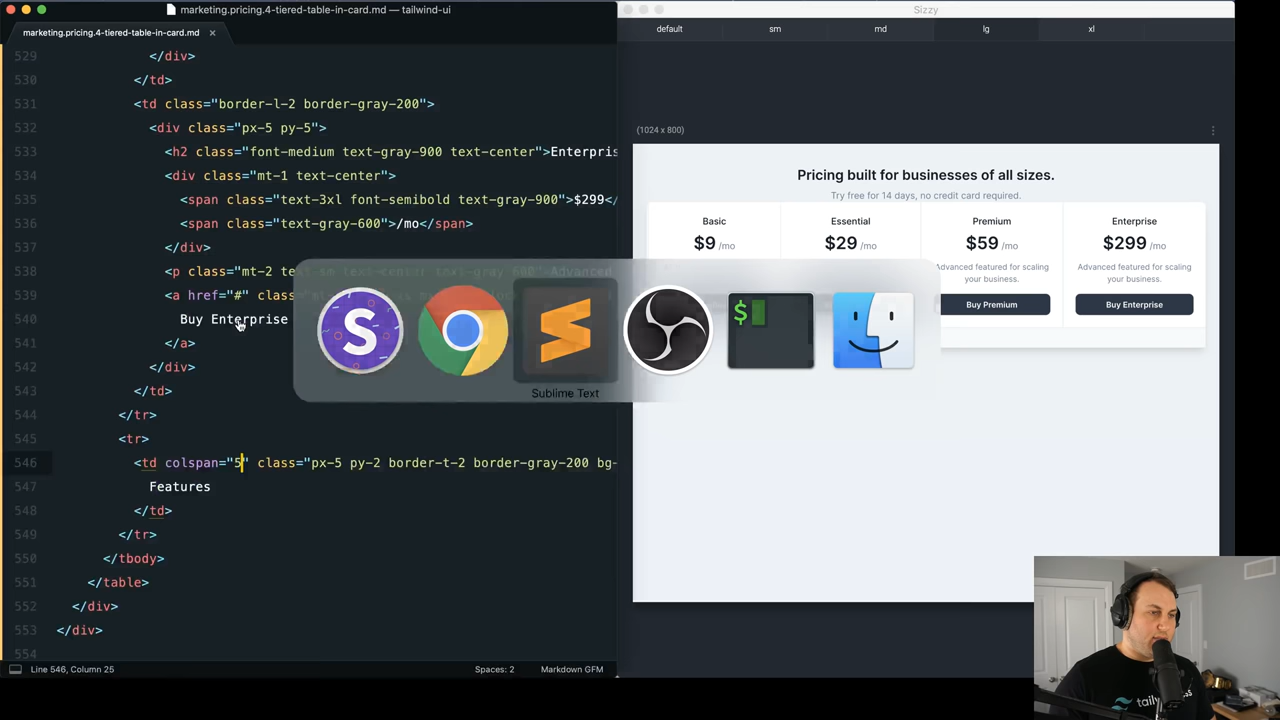 marketing.pricing.4-tiered-table-in-card.md — tailwind-ui
Sizzy
marketing.pricing.4-tiered-table-in-card.md ×
default sm md lg xl
529 </div>
530 </td>
531 <td class="border-l-2 border-gray-200">
532 <div class="px-5 py-5">
533 <h2 class="font-medium text-gray-900 text-center">Enterpris
534 <div class="mt-1 text-center">
535 <span class="text-3xl font-semibold text-gray-900">$299</
536 <span class="text-gray-600">/mo</span>
537 </div>
538 <p class="mt-2 text-sm text-center text-gray-600">Advanced
539 <a href="#" class=
540 Buy Enterprise
541 </a>
542 </div>
543 </td>
544 </tr>
545 <tr>
546 <td colspan="5" class="px-5 py-2 border-t-2 border-gray-200 bg-
547 Features
548 </td>
549 </tr>
550 </tbody>
551 </table>
552 </div>
553 </div>
554
Line 546, Column 25 Spaces: 2 Markdown GFM
(1024 x 800)
Pricing built for businesses of all sizes.
Try free for 14 days, no credit card required.
Basic Essential Premium Enterprise
$9 /mo $29 /mo $59 /mo $299 /mo
Advanced featured for scaling your business.
Advanced featured for scaling your business.
Buy Premium Buy Enterprise
S
$
Sublime Text